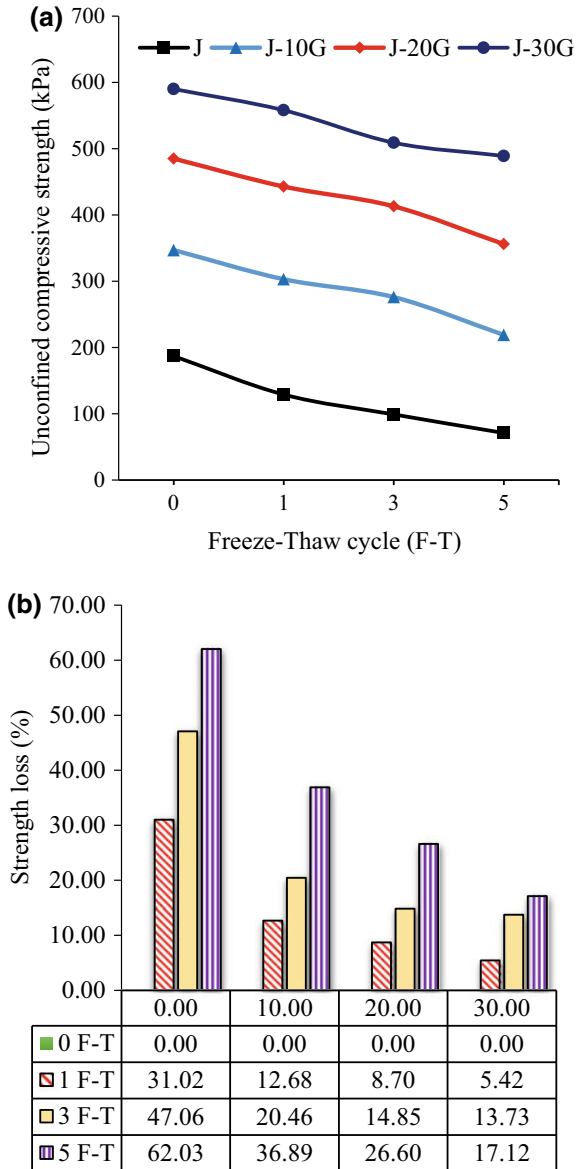 (a)
700
J J-10G J-20G J-30G
600
500
400
300
200
100
0
Unconfined compressive strength (kPa)
0 1 3 5
Freeze-Thaw cycle (F-T)
(b)
70.00
60.00
50.00
40.00
30.00
20.00
10.00
0.00
Strength loss (%)
0.00 10.00 20.00 30.00
0 F-T 0.00 0.00 0.00 0.00
1 F-T 31.02 12.68 8.70 5.42
3 F-T 47.06 20.46 14.85 13.73
5 F-T 62.03 36.89 26.60 17.12